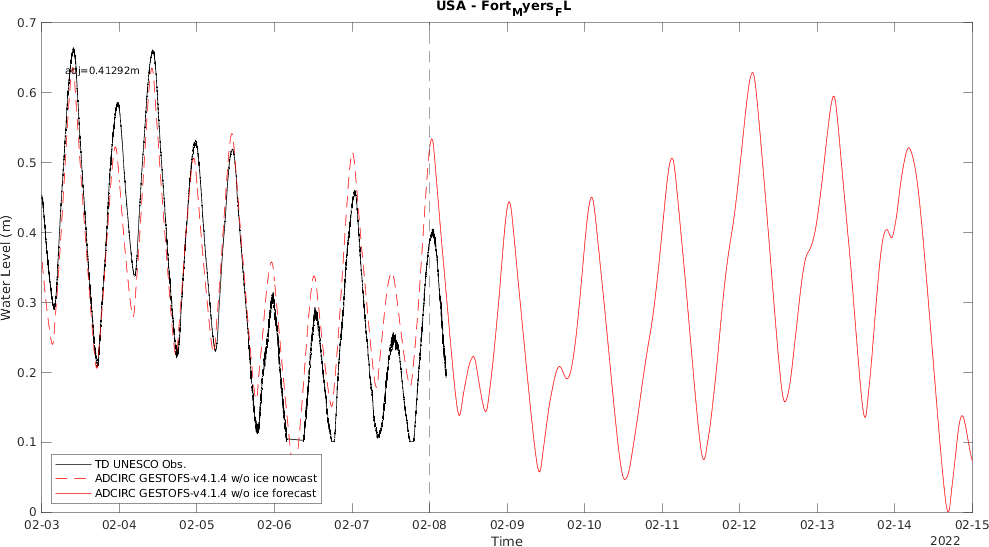 USA - FortMyersFL
0.7
adj=0.41292m
0.6
0.5
0.4
0.3
0.2
0.1
0
Water Level (m)
TD UNESCO Obs.
ADCIRC GESTOFS-v4.1.4 w/o ice nowcast
ADCIRC GESTOFS-v4.1.4 w/o ice forecast
02-03 02-04 02-05 02-06 02-07 02-08 02-09 02-10 02-11 02-12 02-13 02-14 02-15
Time
2022